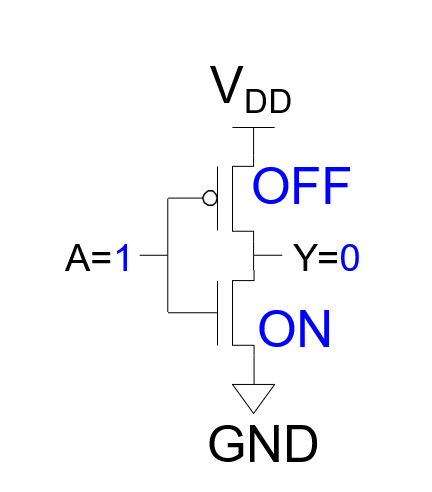 VDD
OFF
A=1
Y=0
ON
GND